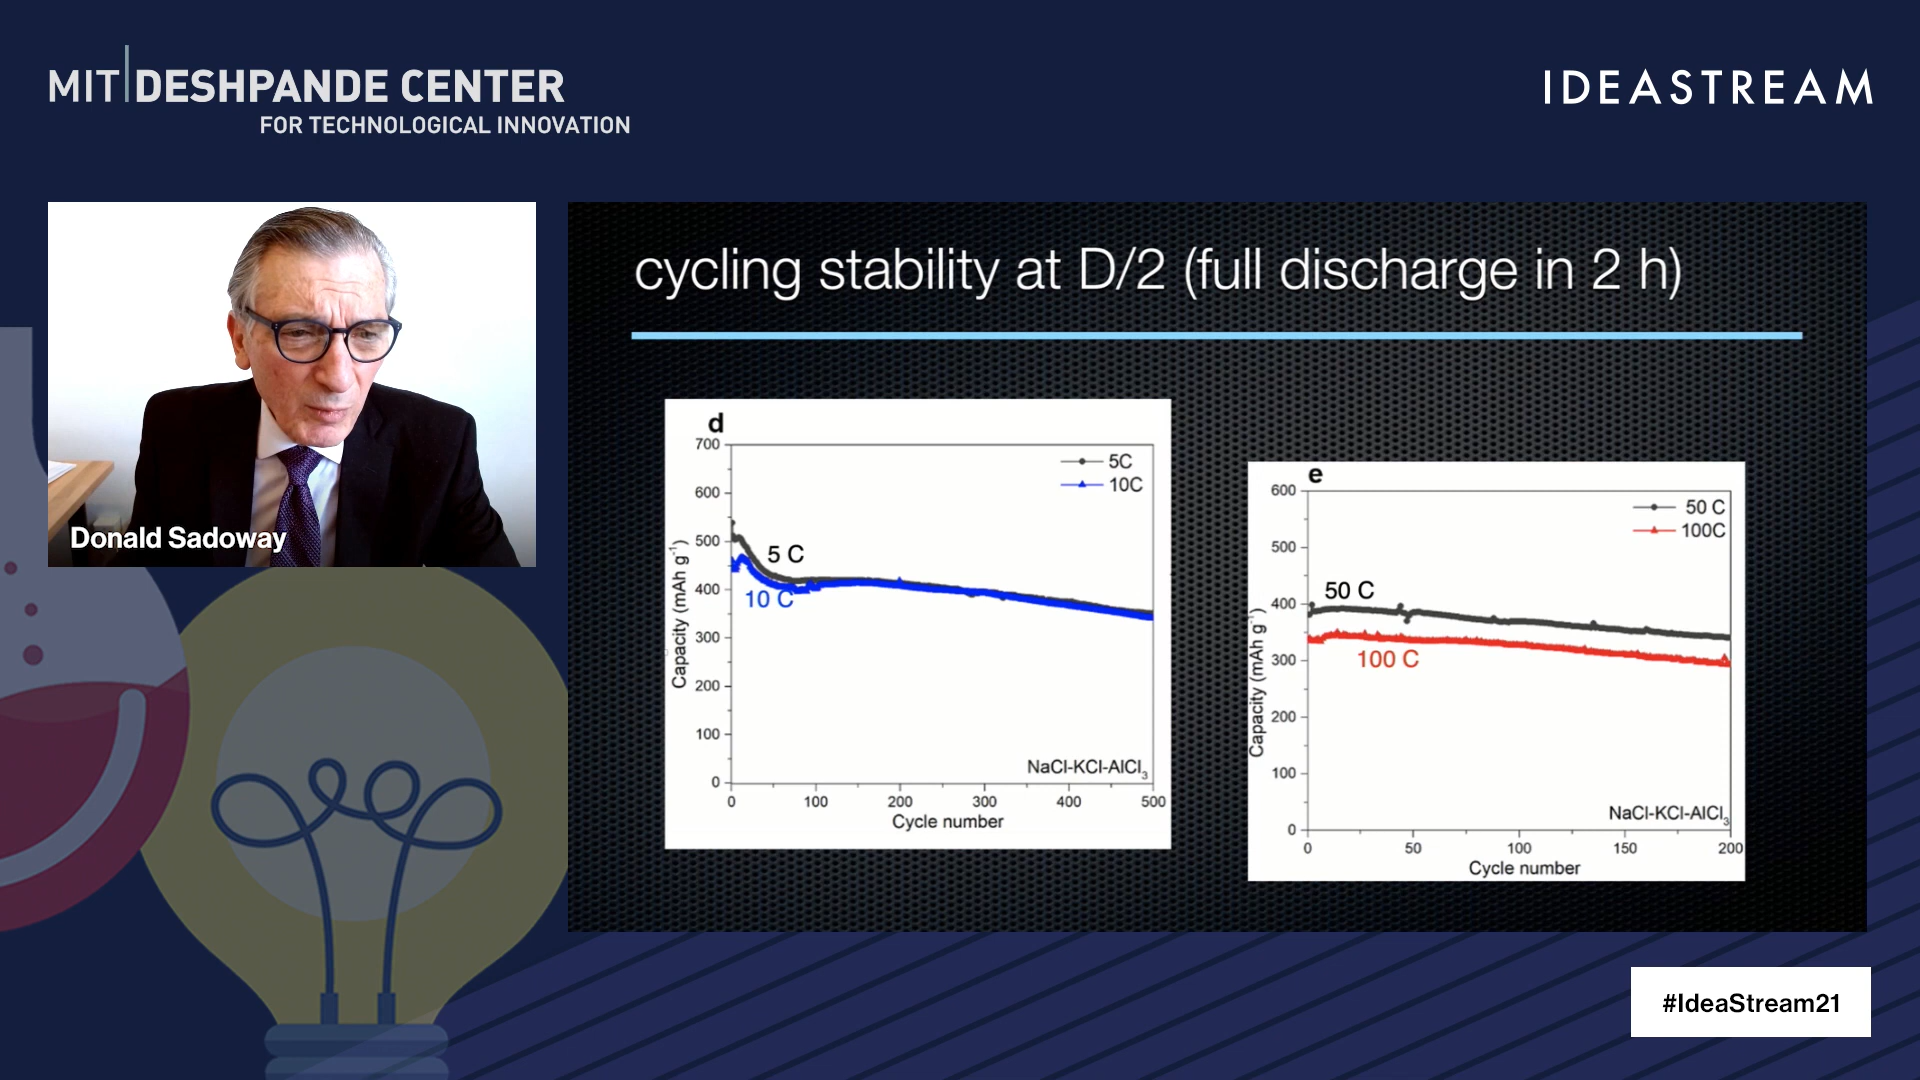 MIT DESHPANDE CENTER
FOR TECHNOLOGICAL INNOVATION
IDEASTREAM
Donald Sadoway
cycling stability at D/2 (full discharge in 2 h)
d
700
600
500
400
300
200
100
0
0 100 200 300 400 500
Capacity (mAh g⁻¹)
Cycle number
5C
10C
5 C
10 C
NaCl-KCl-AlCl₃
e
600
500
400
300
200
100
0
0 50 100 150 200
Capacity (mAh g⁻¹)
Cycle number
50 C
100C
50 C
100 C
NaCl-KCl-AlCl₃
#IdeaStream21